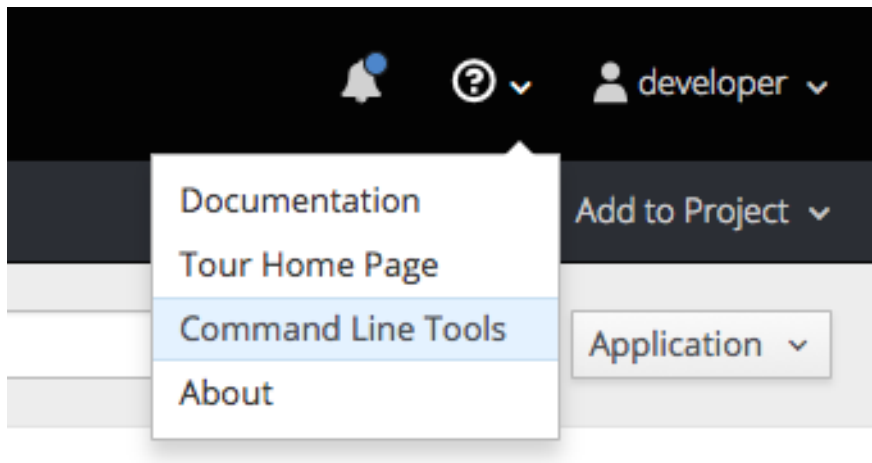 developer
Documentation
Add to Project
Tour Home Page
Command Line Tools
Application
About